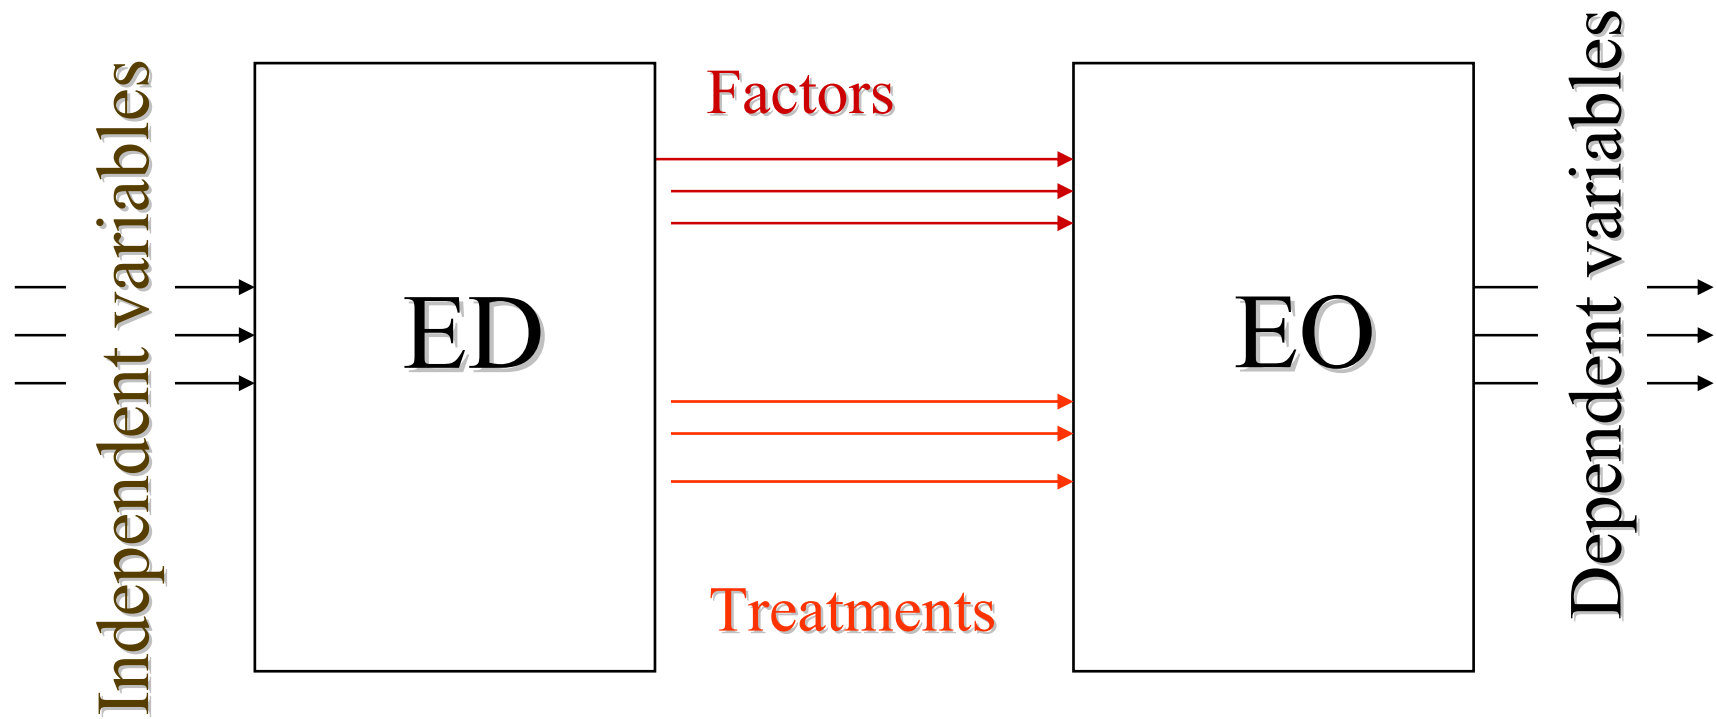 Independent variables
ED
Factors
Treatments
EO
Dependent variables